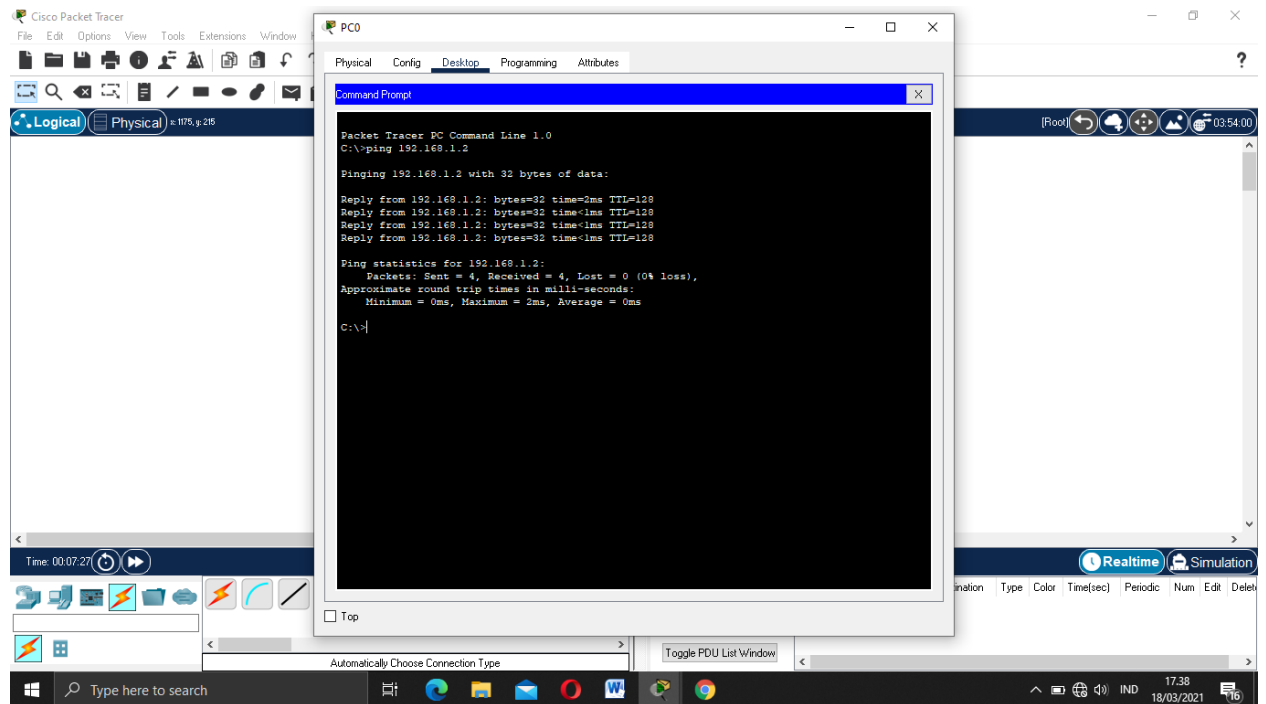 Cisco Packet Tracer
File Edit Options View Tools Extensions Window
?
Logical Physical x: 1175, y: 215
[Root] 03:54:00
PC0
Physical Config Desktop Programming Attributes
Command Prompt
X
Packet Tracer PC Command Line 1.0
C:\>ping 192.168.1.2
Pinging 192.168.1.2 with 32 bytes of data:
Reply from 192.168.1.2: bytes=32 time=2ms TTL=128
Reply from 192.168.1.2: bytes=32 time<1ms TTL=128
Reply from 192.168.1.2: bytes=32 time<1ms TTL=128
Reply from 192.168.1.2: bytes=32 time<1ms TTL=128
Ping statistics for 192.168.1.2:
Packets: Sent = 4, Received = 4, Lost = 0 (0% loss),
Approximate round trip times in milli-seconds:
Minimum = 0ms, Maximum = 2ms, Average = 0ms
C:\>
Top
Time: 00:07:27
Realtime Simulation
ination Type Color Time(sec) Periodic Num Edit Delet
Automatically Choose Connection Type
Toggle PDU List Window
Type here to search
IND
17.38
18/03/2021
16